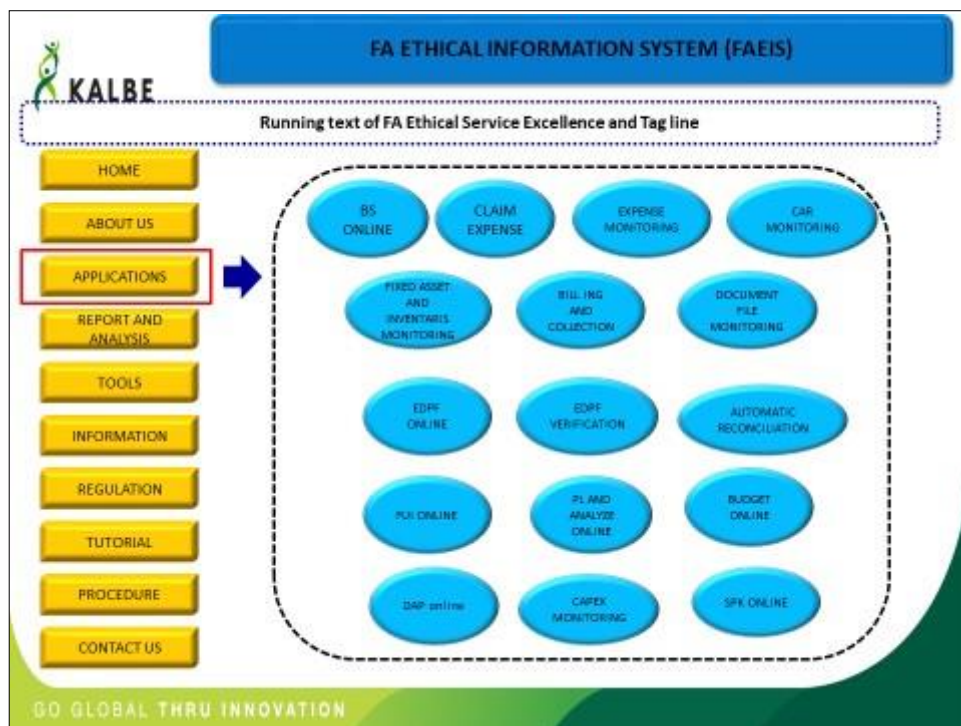 FA ETHICAL INFORMATION SYSTEM (FAEIS)
KALBE
Running text of FA Ethical Service Excellence and Tag line
HOME
ABOUT US
APPLICATIONS
REPORT AND
ANALYSIS
TOOLS
INFORMATION
REGULATION
TUTORIAL
PROCEDURE
CONTACT US
BS
ONLINE
CLAIM
EXPENSE
EXPENSE
MONITORING
CAR
MONITORING
FIXED ASSET
AND
INVENTARIS
MONITORING
BILL ING
AND
COLLECTION
DOCUMENT
FILE
MONITORING
EDPF
ONLINE
EDPF
VERIFICATION
AUTOMATIC
RECONCILIATION
ONLINE
PL AND
ANALYZE
ONLINE
BUDGET
ONLINE
DAP online
CAPEX
MONITORING
SPK ONLINE
GO GLOBAL THRU INNOVATION